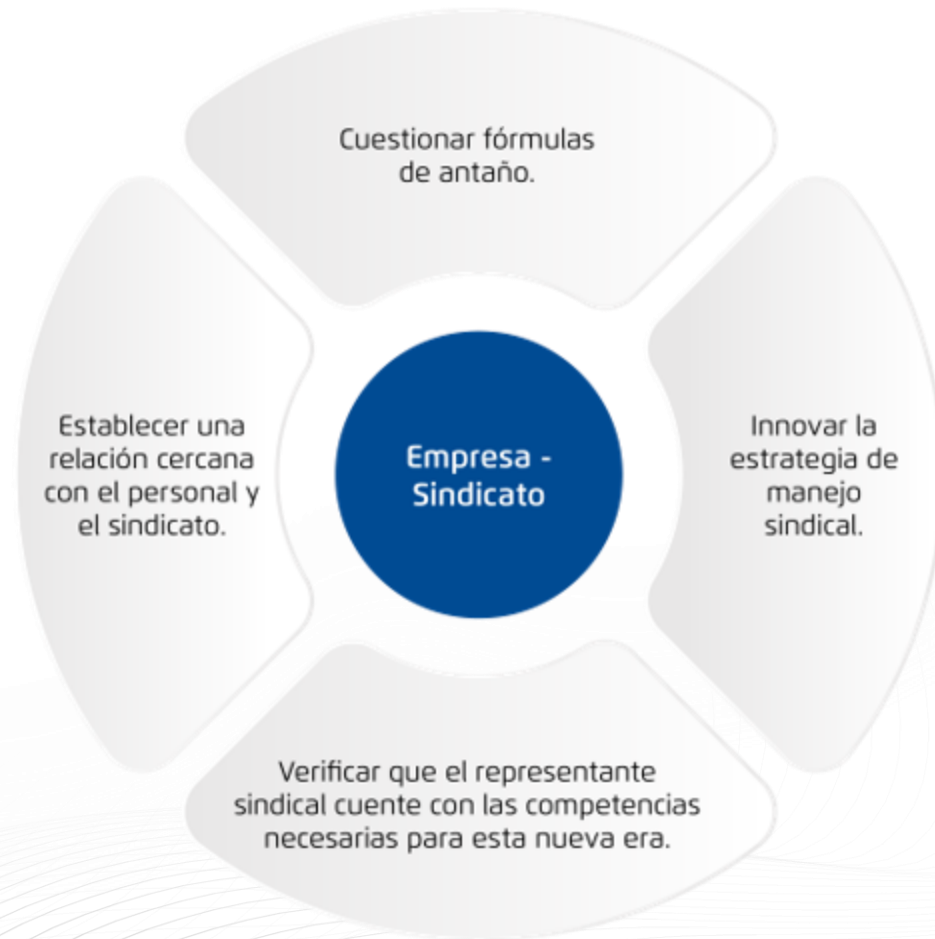 Cuestionar fórmulas
de antaño.
Establecer una
relación cercana
con el personal y
el sindicato.
Empresa -
Sindicato
Innovar la
estrategia de
manejo
sindical.
Verificar que el representante
sindical cuente con las competencias
necesarias para esta nueva era.